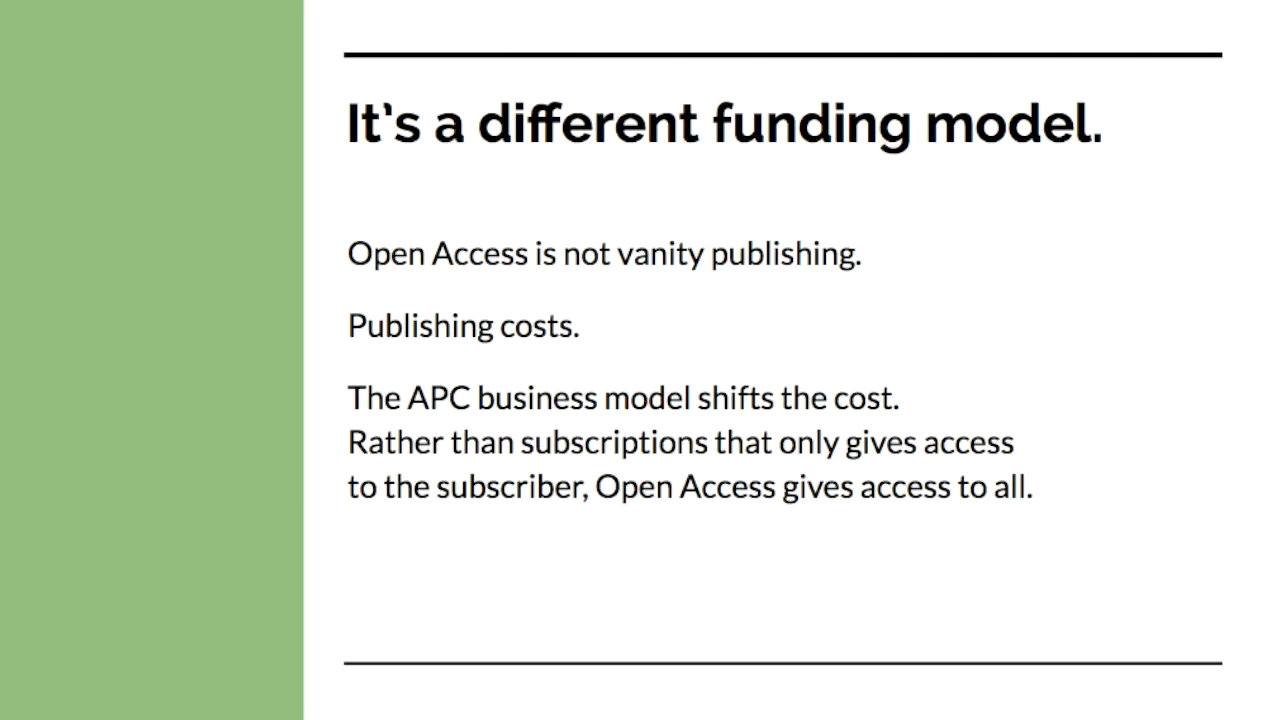 It's a different funding model.
Open Access is not vanity publishing.
Publishing costs.
The APC business model shifts the cost.
Rather than subscriptions that only gives access
to the subscriber, Open Access gives access to all.